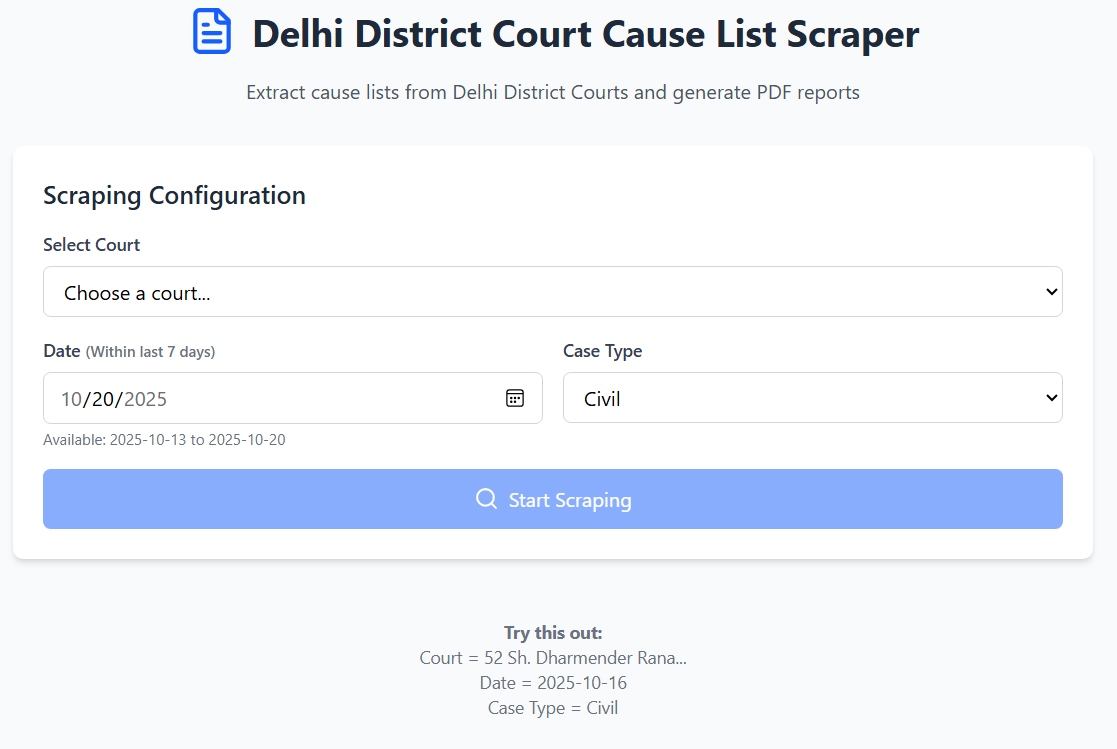 Delhi District Court Cause List Scraper
Extract cause lists from Delhi District Courts and generate PDF reports
Scraping Configuration
Select Court
Choose a court...
Date (Within last 7 days)
Case Type
10/20/2025
Civil
Available: 2025-10-13 to 2025-10-20
Start Scraping
Try this out:
Court = 52 Sh. Dharmender Rana...
Date = 2025-10-16
Case Type = Civil